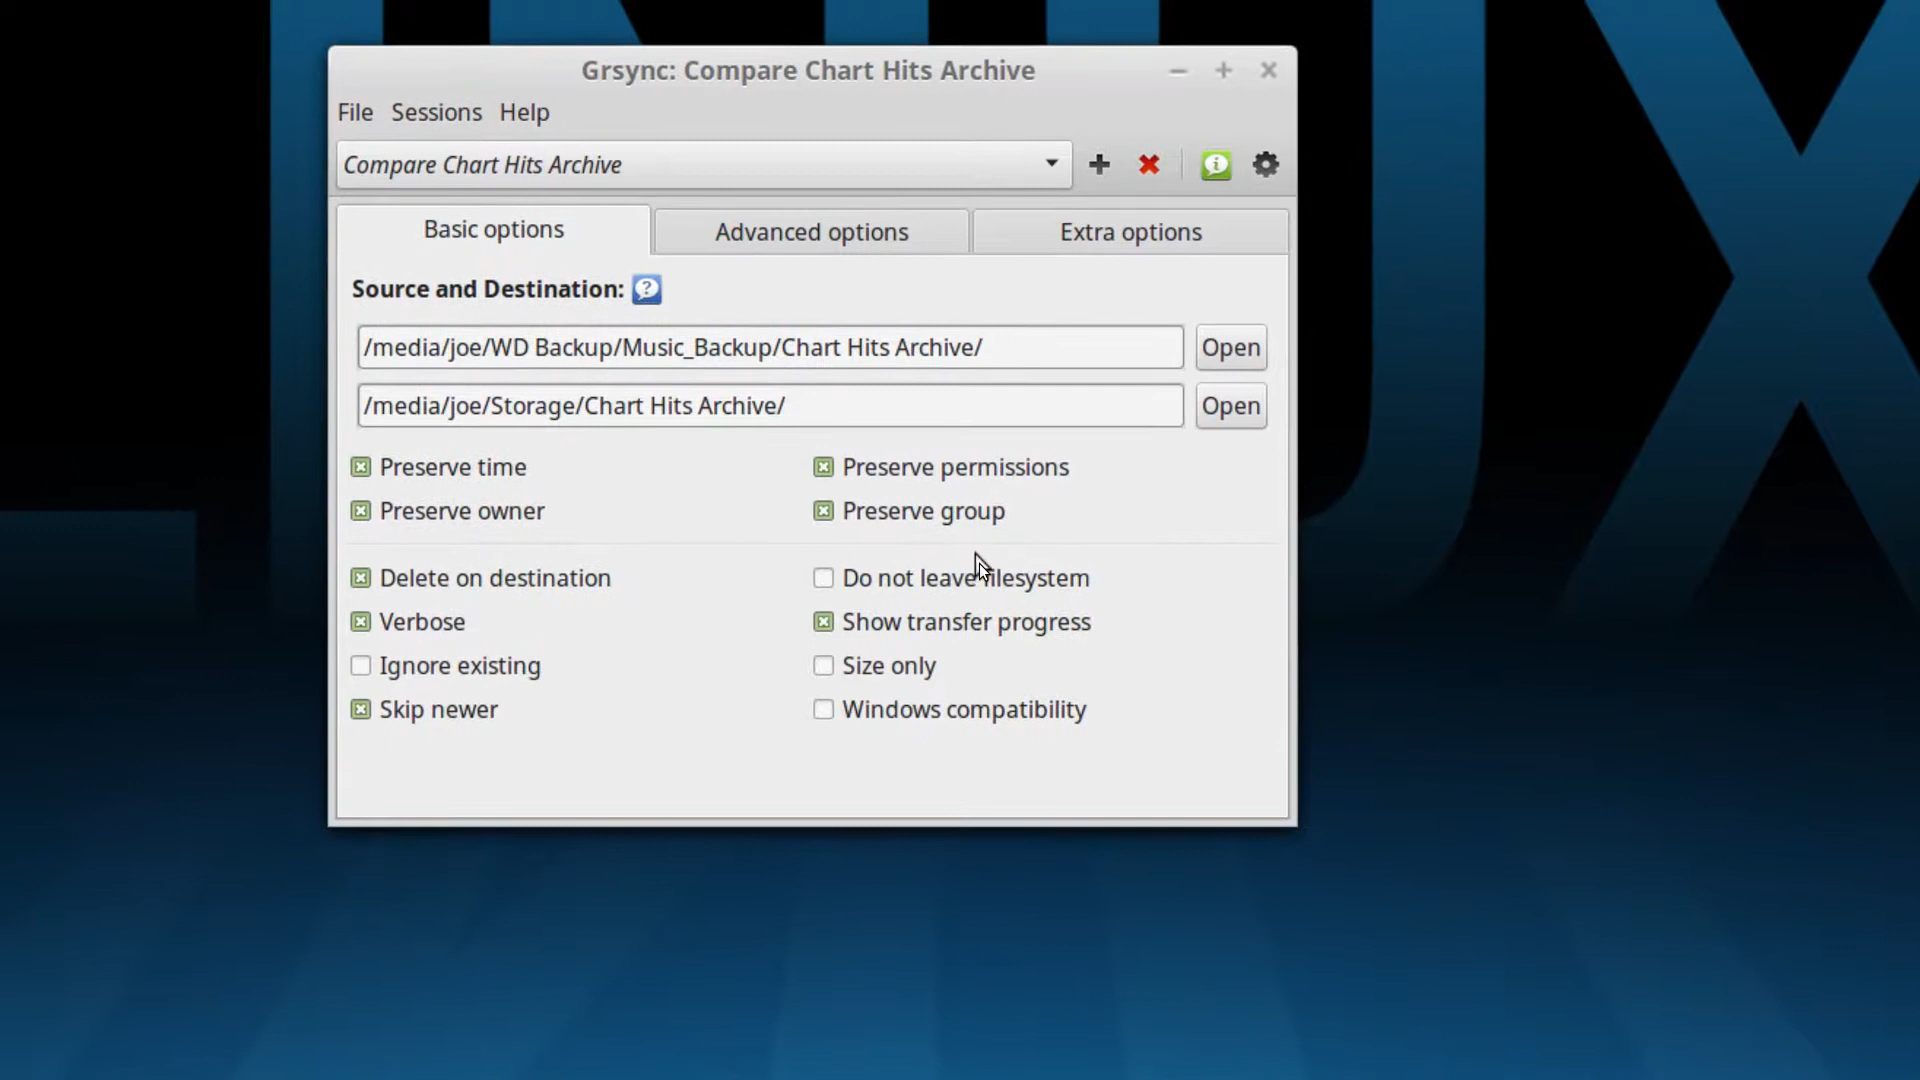 Grsync: Compare Chart Hits Archive
File Sessions Help
Compare Chart Hits Archive
Basic options Advanced options Extra options
Source and Destination:
/media/joe/WD Backup/Music_Backup/Chart Hits Archive/ Open
/media/joe/Storage/Chart Hits Archive/ Open
Preserve time Preserve permissions
Preserve owner Preserve group
Delete on destination Do not leave filesystem
Verbose Show transfer progress
Ignore existing Size only
Skip newer Windows compatibility